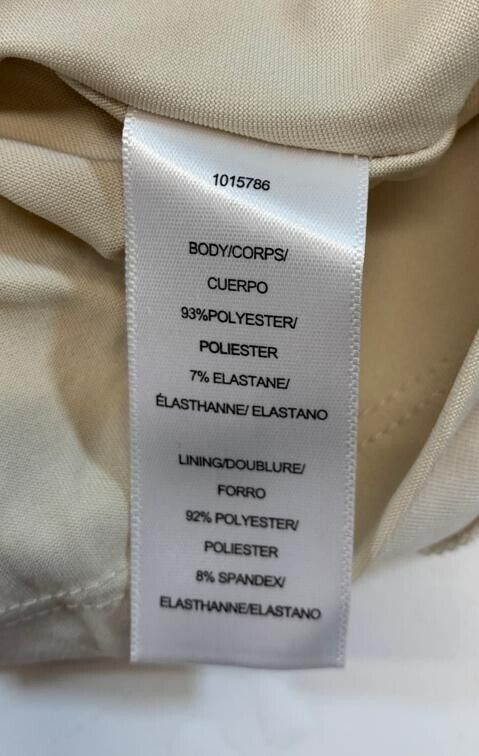 1015786
BODY/CORPS/
CUERPO
93%POLYESTER/
POLIESTER
7% ELASTANE/
ÉLASTHANNE/ ELASTANO
LINING/DOUBLURE/
FORRO
92% POLYESTER/
POLIESTER
8% SPANDEX/
ELASTHANNE/ELASTANO